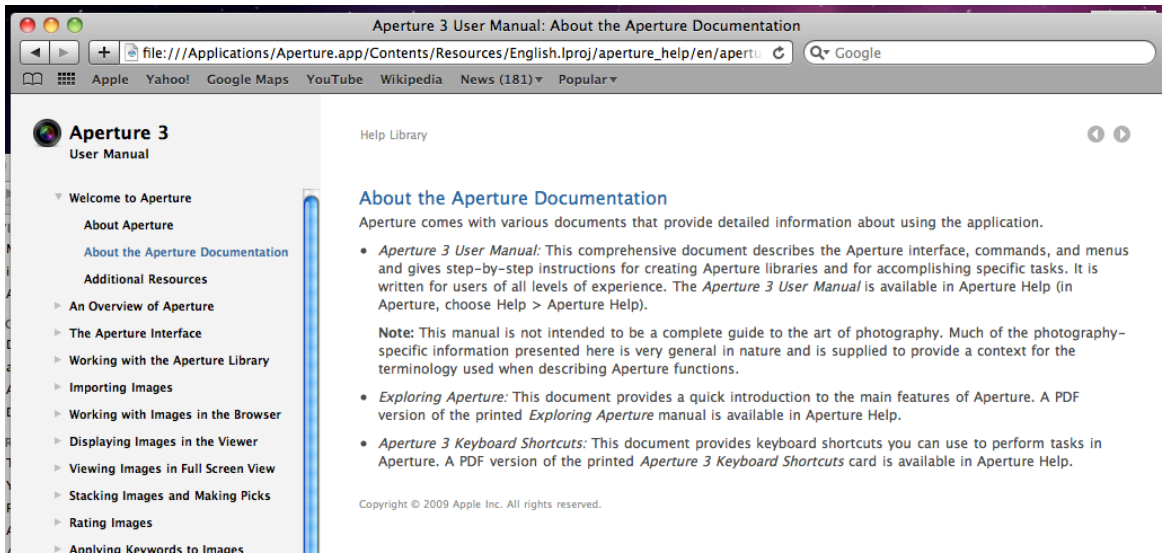 Aperture 3 User Manual: About the Aperture Documentation
file:///Applications/Aperture.app/Contents/Resources/English.lproj/aperture_help/en/apertu
Google
Apple Yahoo! Google Maps YouTube Wikipedia News (181) Popular
Aperture 3
User Manual
Welcome to Aperture
About Aperture
About the Aperture Documentation
Additional Resources
An Overview of Aperture
The Aperture Interface
Working with the Aperture Library
Importing Images
Working with Images in the Browser
Displaying Images in the Viewer
Viewing Images in Full Screen View
Stacking Images and Making Picks
Rating Images
Applying Keywords to Images
Help Library
About the Aperture Documentation
Aperture comes with various documents that provide detailed information about using the application.
• Aperture 3 User Manual: This comprehensive document describes the Aperture interface, commands, and menus
and gives step-by-step instructions for creating Aperture libraries and for accomplishing specific tasks. It is
written for users of all levels of experience. The Aperture 3 User Manual is available in Aperture Help (in
Aperture, choose Help > Aperture Help).
Note: This manual is not intended to be a complete guide to the art of photography. Much of the photography-
specific information presented here is very general in nature and is supplied to provide a context for the
terminology used when describing Aperture functions.
• Exploring Aperture: This document provides a quick introduction to the main features of Aperture. A PDF
version of the printed Exploring Aperture manual is available in Aperture Help.
• Aperture 3 Keyboard Shortcuts: This document provides keyboard shortcuts you can use to perform tasks in
Aperture. A PDF version of the printed Aperture 3 Keyboard Shortcuts card is available in Aperture Help.
Copyright © 2009 Apple Inc. All rights reserved.